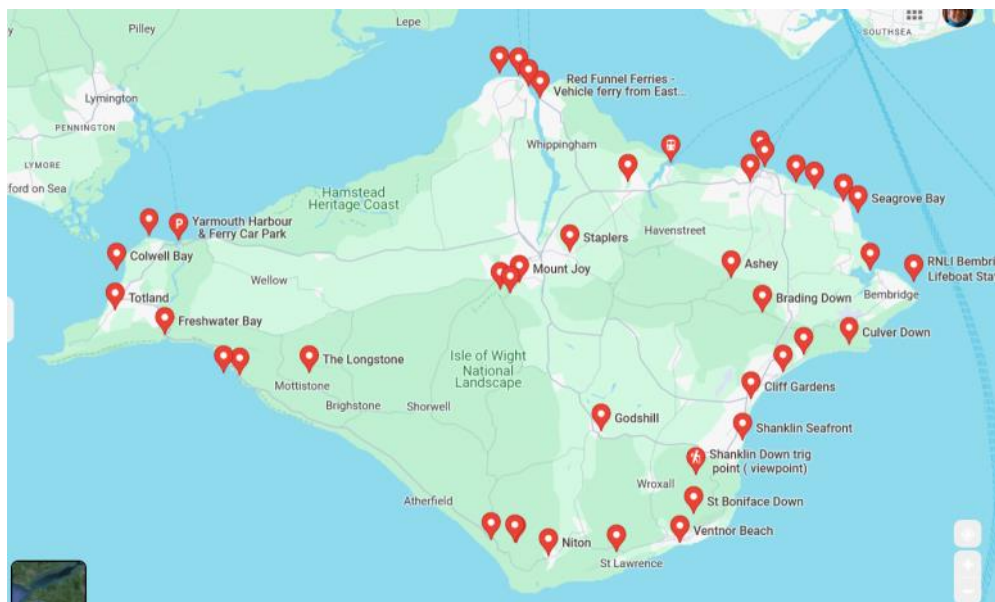 Lepe
Pilley
y
SOUTHSEA
Lymington
PENNINGTON
LYMORE
ford on Sea
Red Funnel Ferries -
Vehicle ferry from East...
Whippingham
Hamstead
Heritage Coast
Seagrove Bay
P
Yarmouth Harbour
& Ferry Car Park
Staplers
Havenstreet
Colwell Bay
Ashey
RNLI Bembri
Lifeboat Stat
Mount Joy
Wellow
Bembridge
Totland
Brading Down
Freshwater Bay
Culver Down
The Longstone
Isle of Wight
National
Landscape
Mottistone
Cliff Gardens
Brighstone
Shorwell
Godshill
Shanklin Seafront
Shanklin Down trig
point ( viewpoint)
Wroxall
Atherfield
St Boniface Down
Ventnor Beach
Niton
St Lawrence